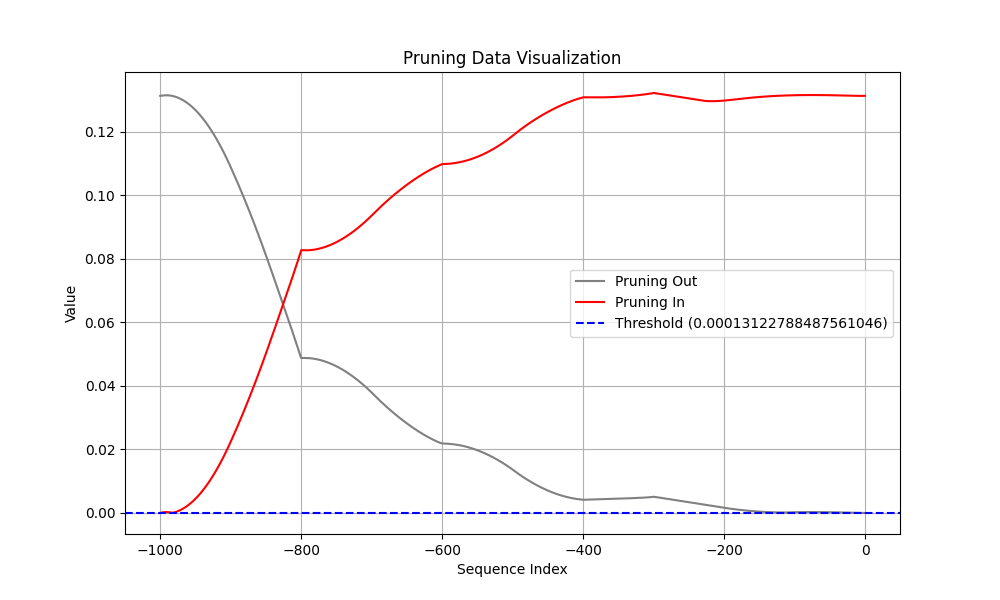 Pruning Data Visualization
Value
0.12
0.10
0.08
0.06
0.04
0.02
0.00
Pruning Out
Pruning In
Threshold (0.00013122788487561046)
−1000
−800
−600
−400
−200
0
Sequence Index